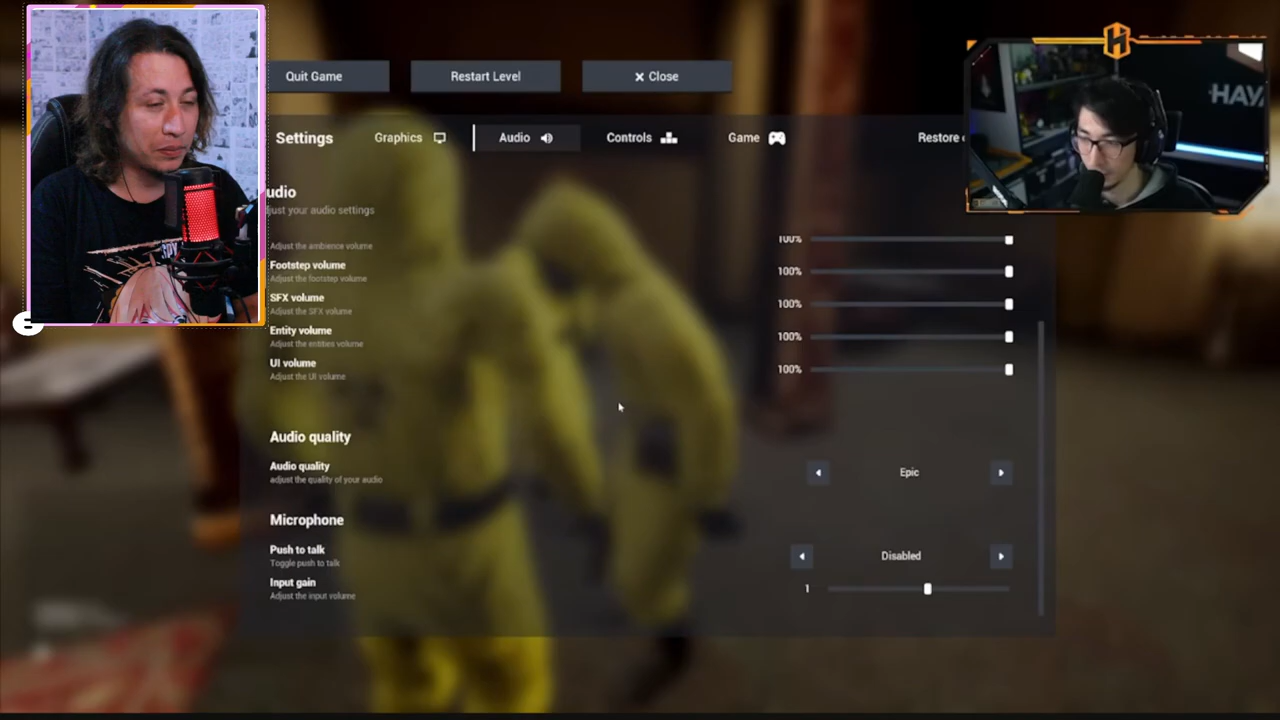 Quit Game
Restart Level
Close
Settings
Graphics
Audio
Controls
Game
Restore
HAY
udio
djust your audio settings
Adjust the ambience volume
100%
Footstep volume
100%
Adjust the footstep volume
SFX volume
100%
Adjust the SFX volume
Entity volume
100%
Adjust the entities volume
UI volume
100%
Adjust the UI volume
Audio quality
Audio quality
Epic
adjust the quality of your audio
Microphone
Push to talk
Disabled
Toggle push to talk
Input gain
1
Adjust the input volume